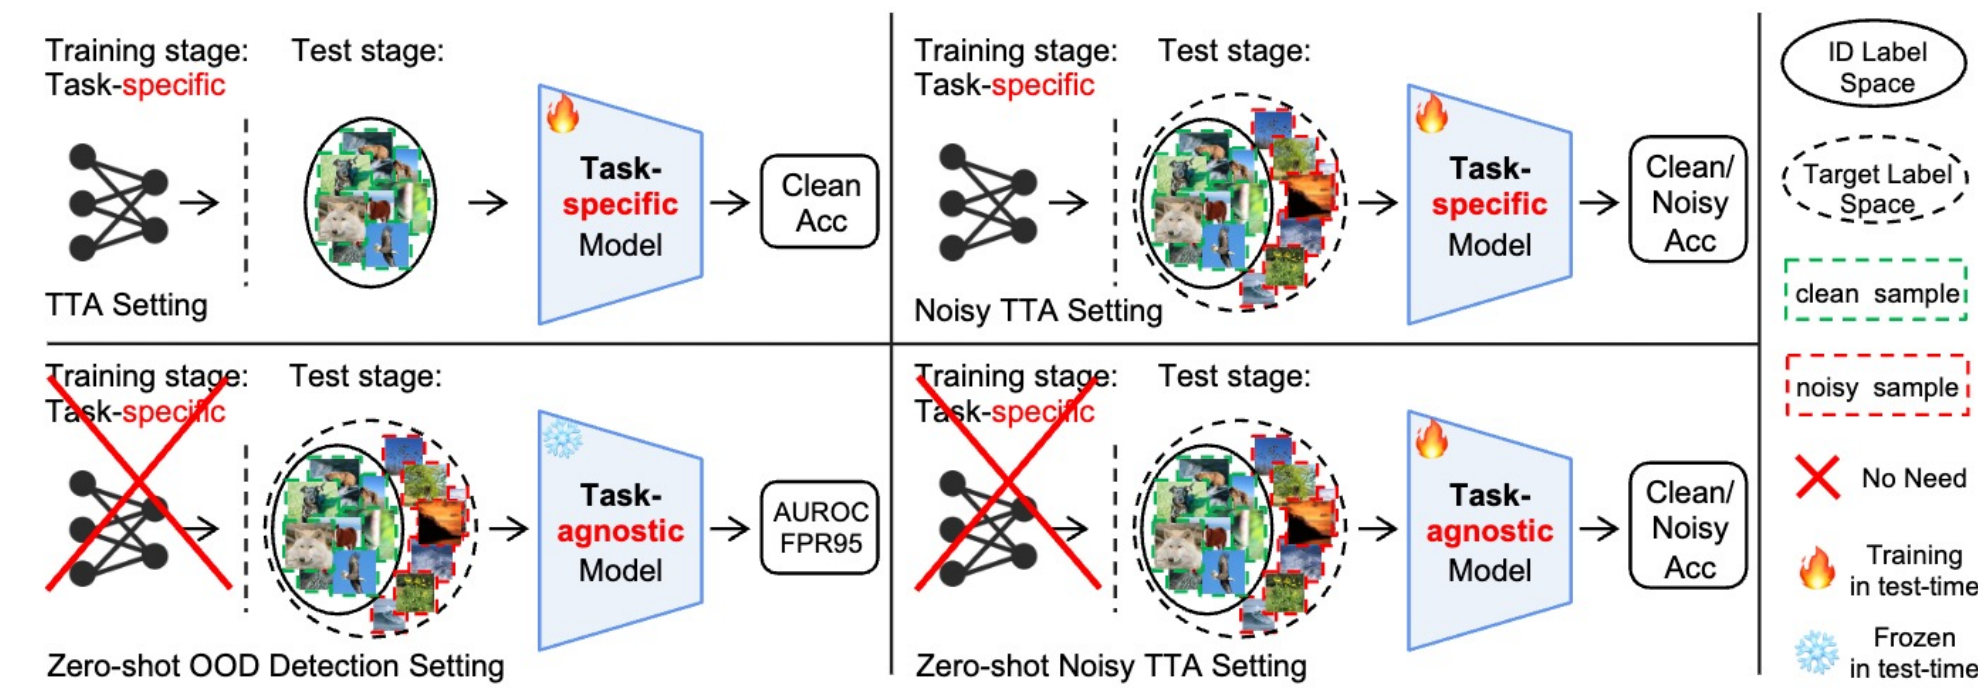 Training stage:
Task-specific
Test stage:
Task-
specific
Model
Clean
Acc
TTA Setting
Training stage:
Task-specific
Test stage:
Task-
specific
Model
Clean/
Noisy
Acc
Noisy TTA Setting
Training stage:
Task-specific
Test stage:
Task-
agnostic
Model
AUROC
FPR95
Zero-shot OOD Detection Setting
Training stage:
Task-specific
Test stage:
Task-
agnostic
Model
Clean/
Noisy
Acc
Zero-shot Noisy TTA Setting
ID Label
Space
Target Label
Space
clean sample
noisy sample
No Need
Training
in test-time
Frozen
in test-time